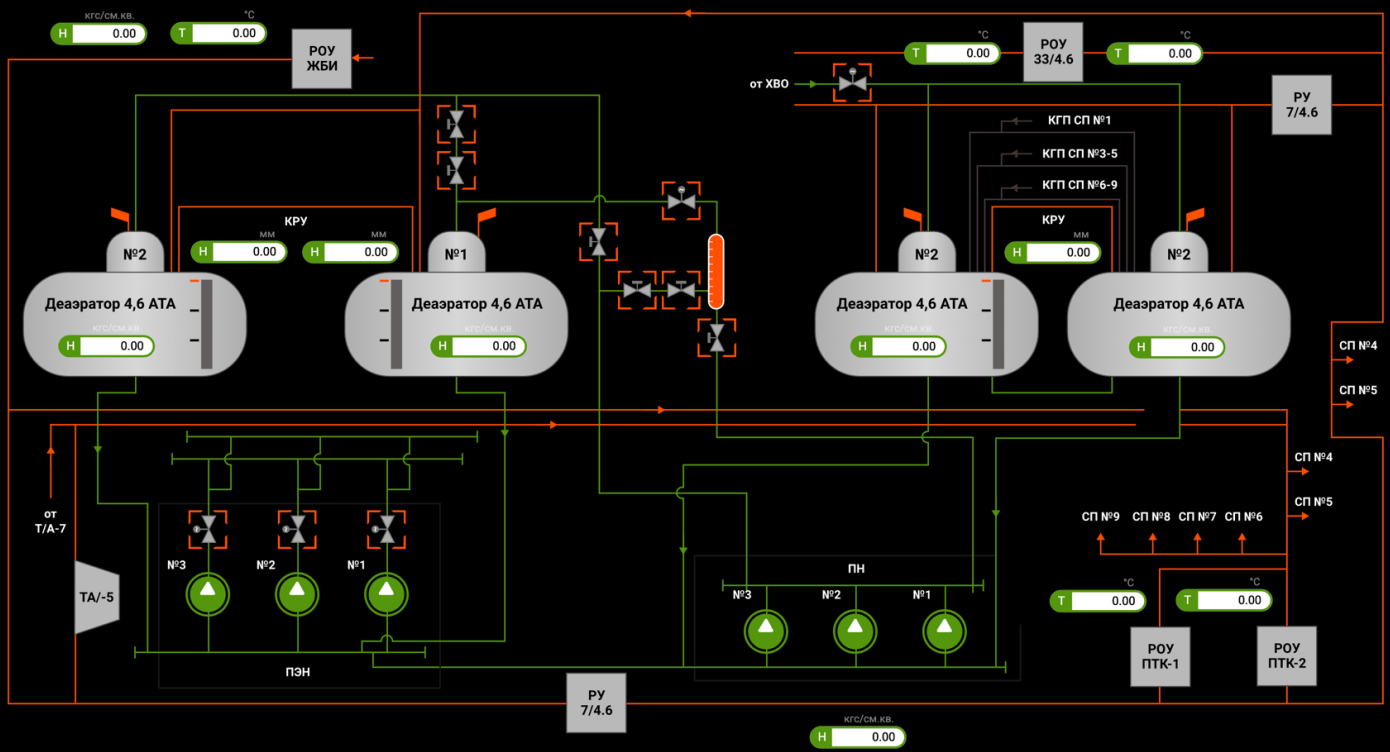 кгс/см.кв.
°C
H 0.00
T 0.00
РОУ
ЖБИ
°C
°C
T 0.00
РОУ
33/4.6
T 0.00
от ХВО
РУ
7/4.6
КГП СП №1
КГП СП №3-5
КГП СП №6-9
КРУ
мм
H 0.00
H 0.00
КРУ
мм
H 0.00
№2
№1
№2
№2
Деаэратор 4,6 АТА
Деаэратор 4,6 АТА
Деаэратор 4,6 АТА
Деаэратор 4,6 АТА
кгс/см.кв.
H 0.00
кгс/см.кв.
H 0.00
кгс/см.кв.
H 0.00
кгс/см.кв.
H 0.00
СП №4
СП №5
СП №4
СП №5
от
Т/А-7
СП №9
СП №8
СП №7
СП №6
№3
№2
№1
ТА/-5
ПН
№3
№2
№1
°C
T 0.00
°C
T 0.00
РОУ
ПТК-1
РОУ
ПТК-2
ПЭН
РУ
7/4.6
кгс/см.кв.
H 0.00